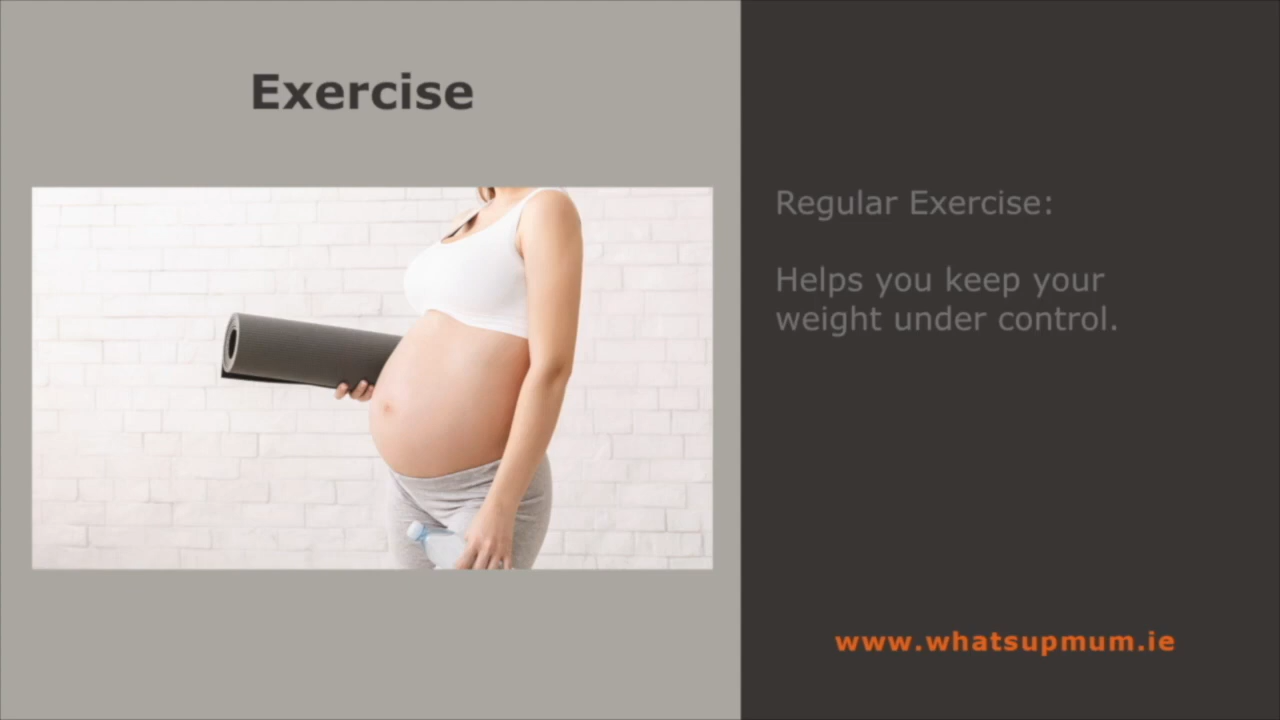 Exercise
Regular Exercise:
Helps you keep your
weight under control.
www.whatsupmum.ie